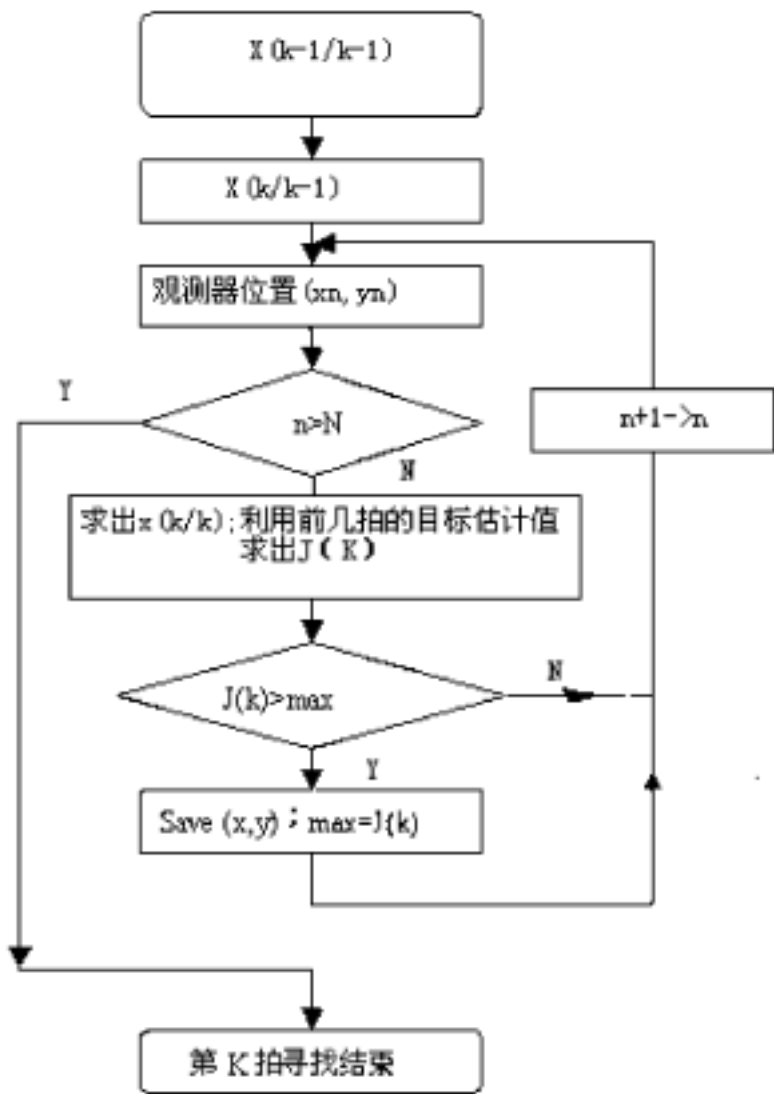 X(k-1/k-1)
X(k/k-1)
观测器位置(xn, yn)
Y
n>N
n+1->n
N
求出x(k/k);利用前几拍的目标估计值
求出J(K)
J(k)>max
N
Y
Save (x,y);max=J(k)
第K拍寻找结束